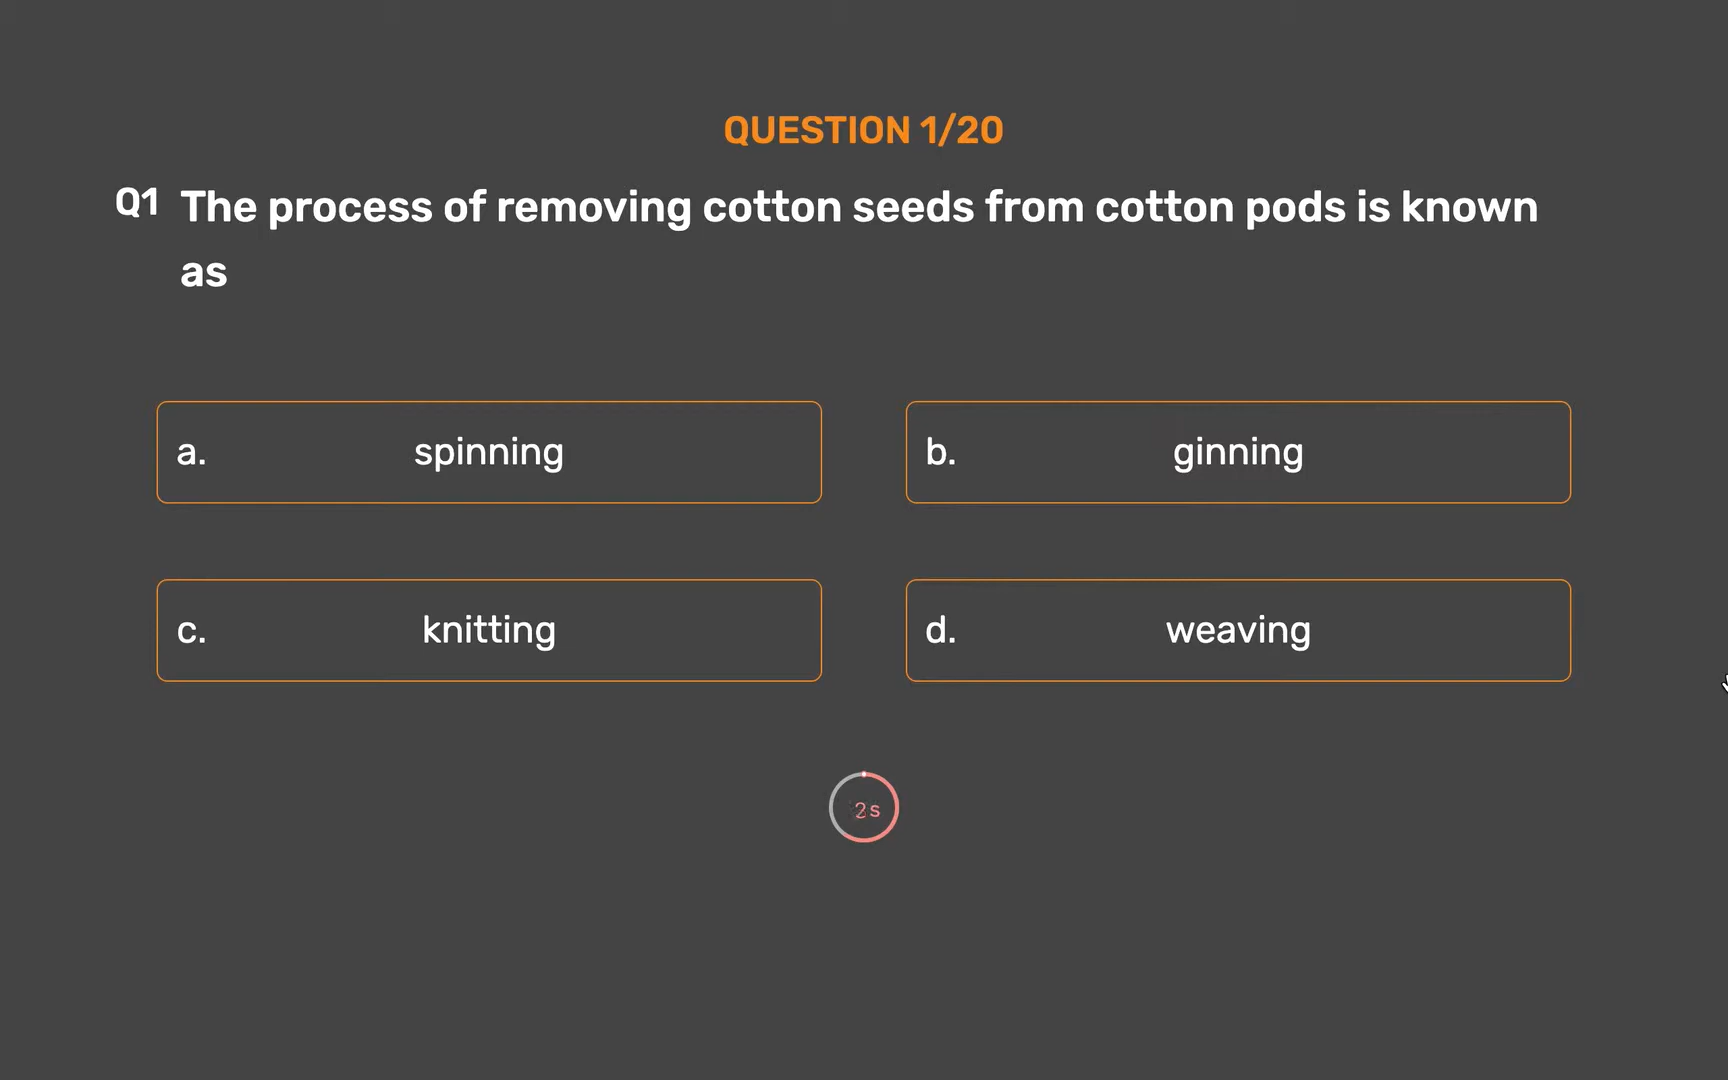 QUESTION 1/20
Q1 The process of removing cotton seeds from cotton pods is known
as
a. spinning
b. ginning
c. knitting
d. weaving
2s